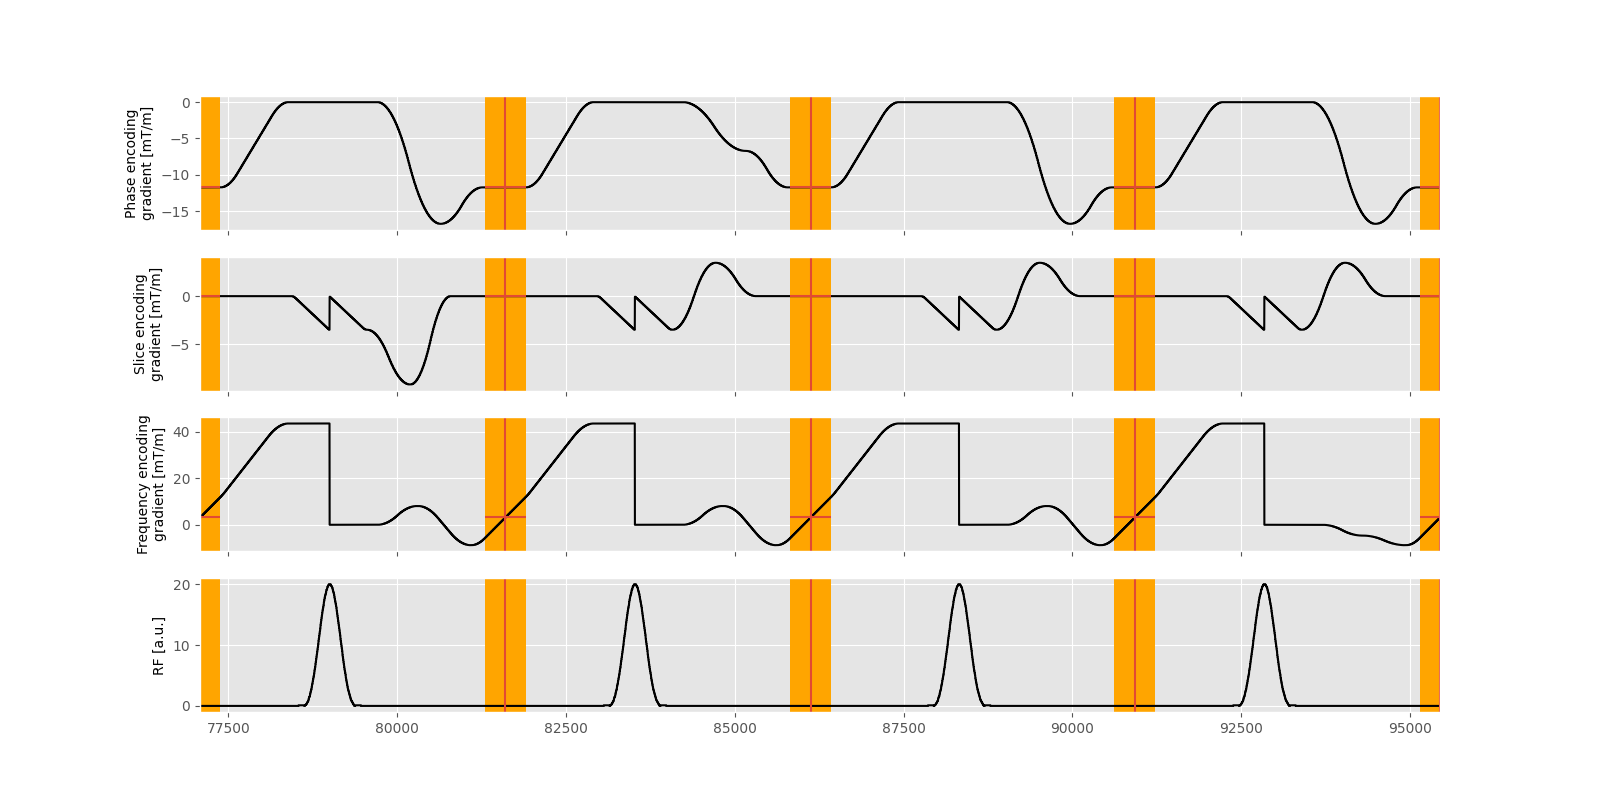 Phase encoding
gradient [mT/m]
0
−5
−10
−15
Slice encoding
gradient [mT/m]
0
−5
Frequency encoding
gradient [mT/m]
40
20
0
RF [a.u.]
20
10
0
77500 80000 82500 85000 87500 90000 92500 95000